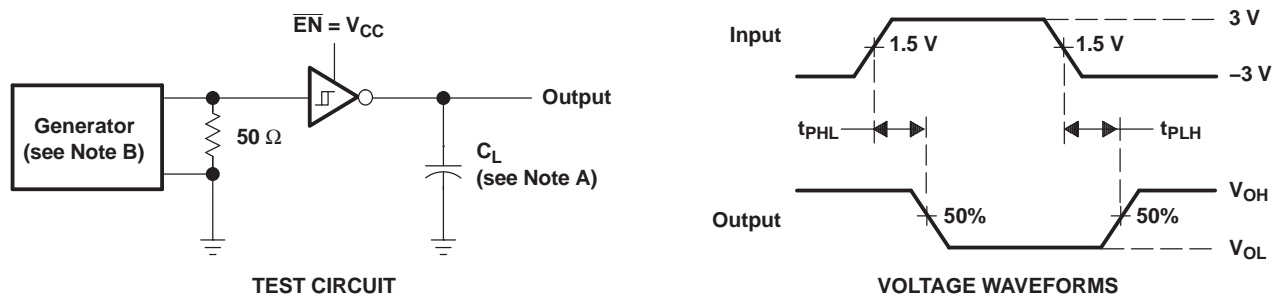 EN = VCC
Generator
(see Note B)
50 Ω
Output
CL
(see Note A)
TEST CIRCUIT
Input
1.5 V
1.5 V
3 V
–3 V
tPHL
tPLH
Output
50%
50%
VOH
VOL
VOLTAGE WAVEFORMS